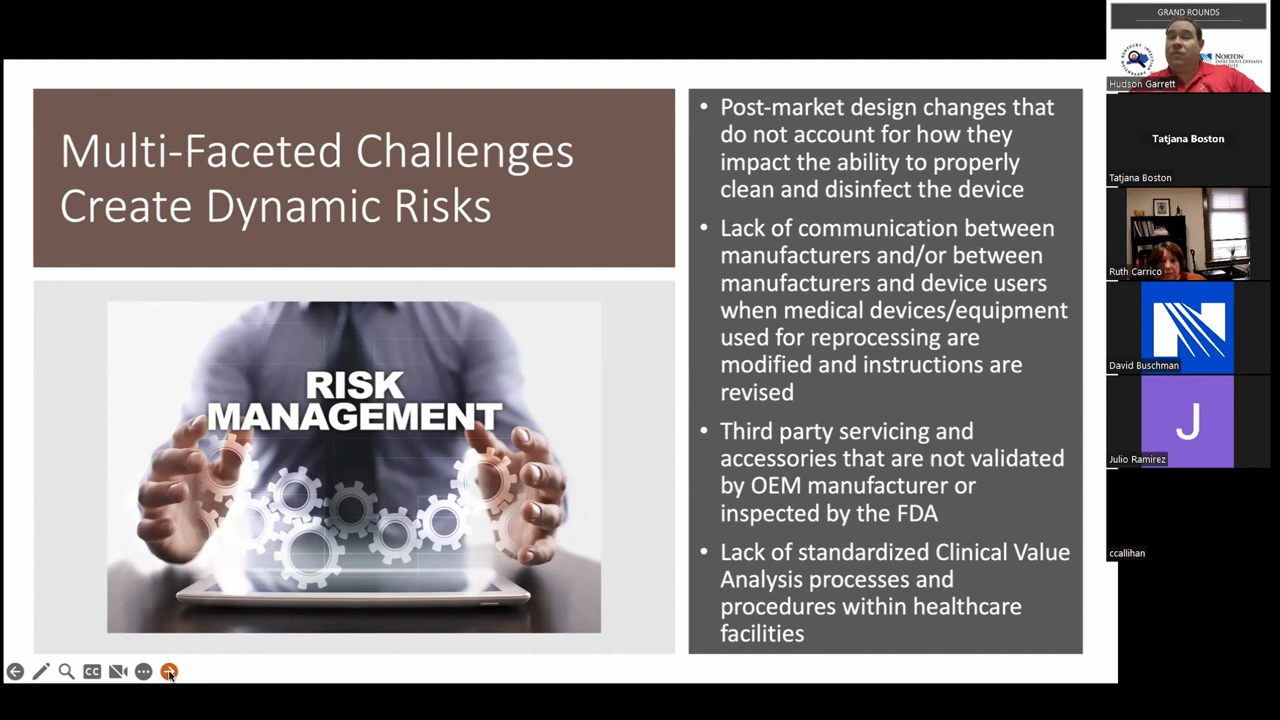 Multi-Faceted Challenges
Create Dynamic Risks
RISK
MANAGEMENT
• Post-market design changes that
do not account for how they
impact the ability to properly
clean and disinfect the device
• Lack of communication between
manufacturers and/or between
manufacturers and device users
when medical devices/equipment
used for reprocessing are
modified and instructions are
revised
• Third party servicing and
accessories that are not validated
by OEM manufacturer or
inspected by the FDA
• Lack of standardized Clinical Value
Analysis processes and
procedures within healthcare
facilities
CC
GRAND ROUNDS
NORTON
Hudson Garrett
Tatjana Boston
Tatjana Boston
Ruth Carrico
N
David Buschman
J
Julio Ramirez
ccallihan